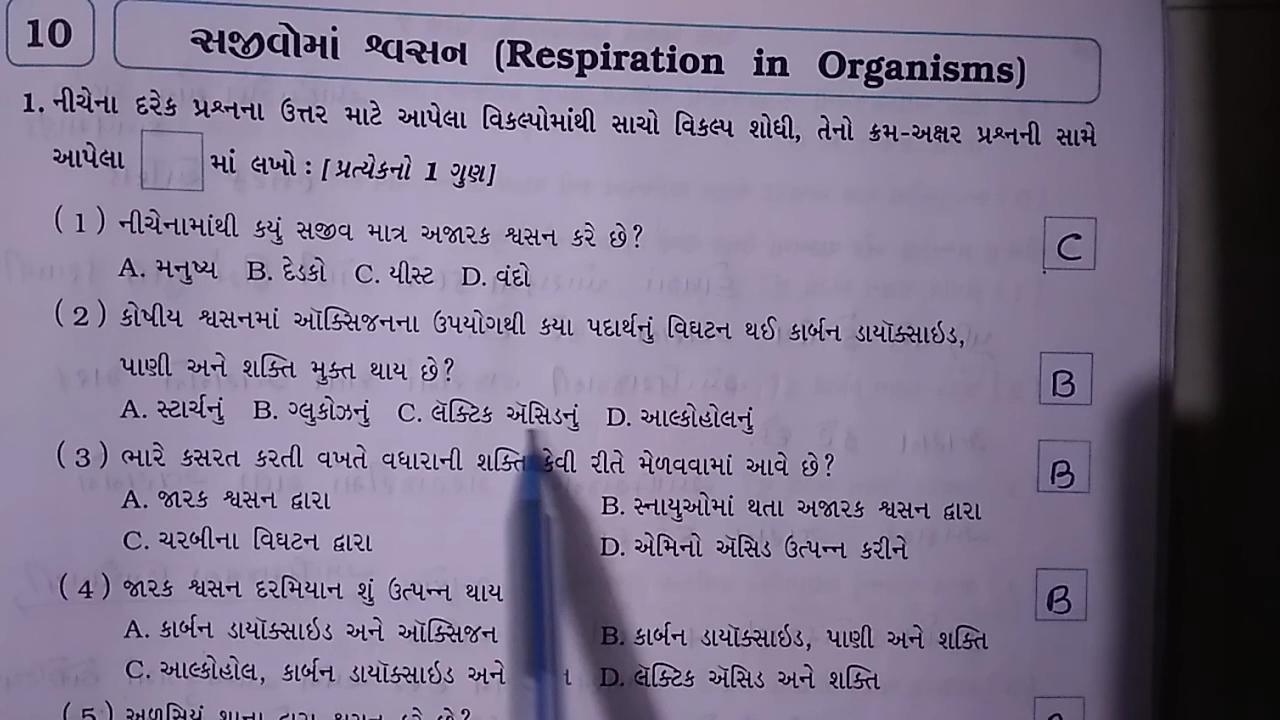 10
સજીવોમાં શ્વસન (Respiration in Organisms)
1. નીચેના દરેક પ્રશ્નના ઉત્તર માટે આપેલા વિકલ્પોમાંથી સાચો વિકલ્પ શોધી, તેનો ક્રમ-અક્ષર પ્રશ્નની સામે
આપેલા માં લખો : [પ્રત્યેકનો 1 ગુણ]
(1) નીચેનામાંથી કયું સજીવ માત્ર અજારક શ્વસન કરે છે? C
A. મનુષ્ય B. દેડકો C. યીસ્ટ D. વંદો
(2) કોષીય શ્વસનમાં ઑક્સિજનના ઉપયોગથી કયા પદાર્થનું વિઘટન થઈ કાર્બન ડાયૉક્સાઇડ,
પાણી અને શક્તિ મુક્ત થાય છે? B
A. સ્ટાર્ચનું B. ગ્લુકોઝનું C. લૅક્ટિક ઍસિડનું D. આલ્કોહોલનું
(3) ભારે કસરત કરતી વખતે વધારાની શક્તિ કેવી રીતે મેળવવામાં આવે છે? B
A. જારક શ્વસન દ્વારા B. સ્નાયુઓમાં થતા અજારક શ્વસન દ્વારા
C. ચરબીના વિઘટન દ્વારા D. એમિનો ઍસિડ ઉત્પન્ન કરીને
(4) જારક શ્વસન દરમિયાન શું ઉત્પન્ન થાય B
A. કાર્બન ડાયૉક્સાઇડ અને ઑક્સિજન B. કાર્બન ડાયૉક્સાઇડ, પાણી અને શક્તિ
C. આલ્કોહોલ, કાર્બન ડાયૉક્સાઇડ અને D. લૅક્ટિક ઍસિડ અને શક્તિ
(5) અળસિયું શાના દ્વારા શ્વસન કરે છે?